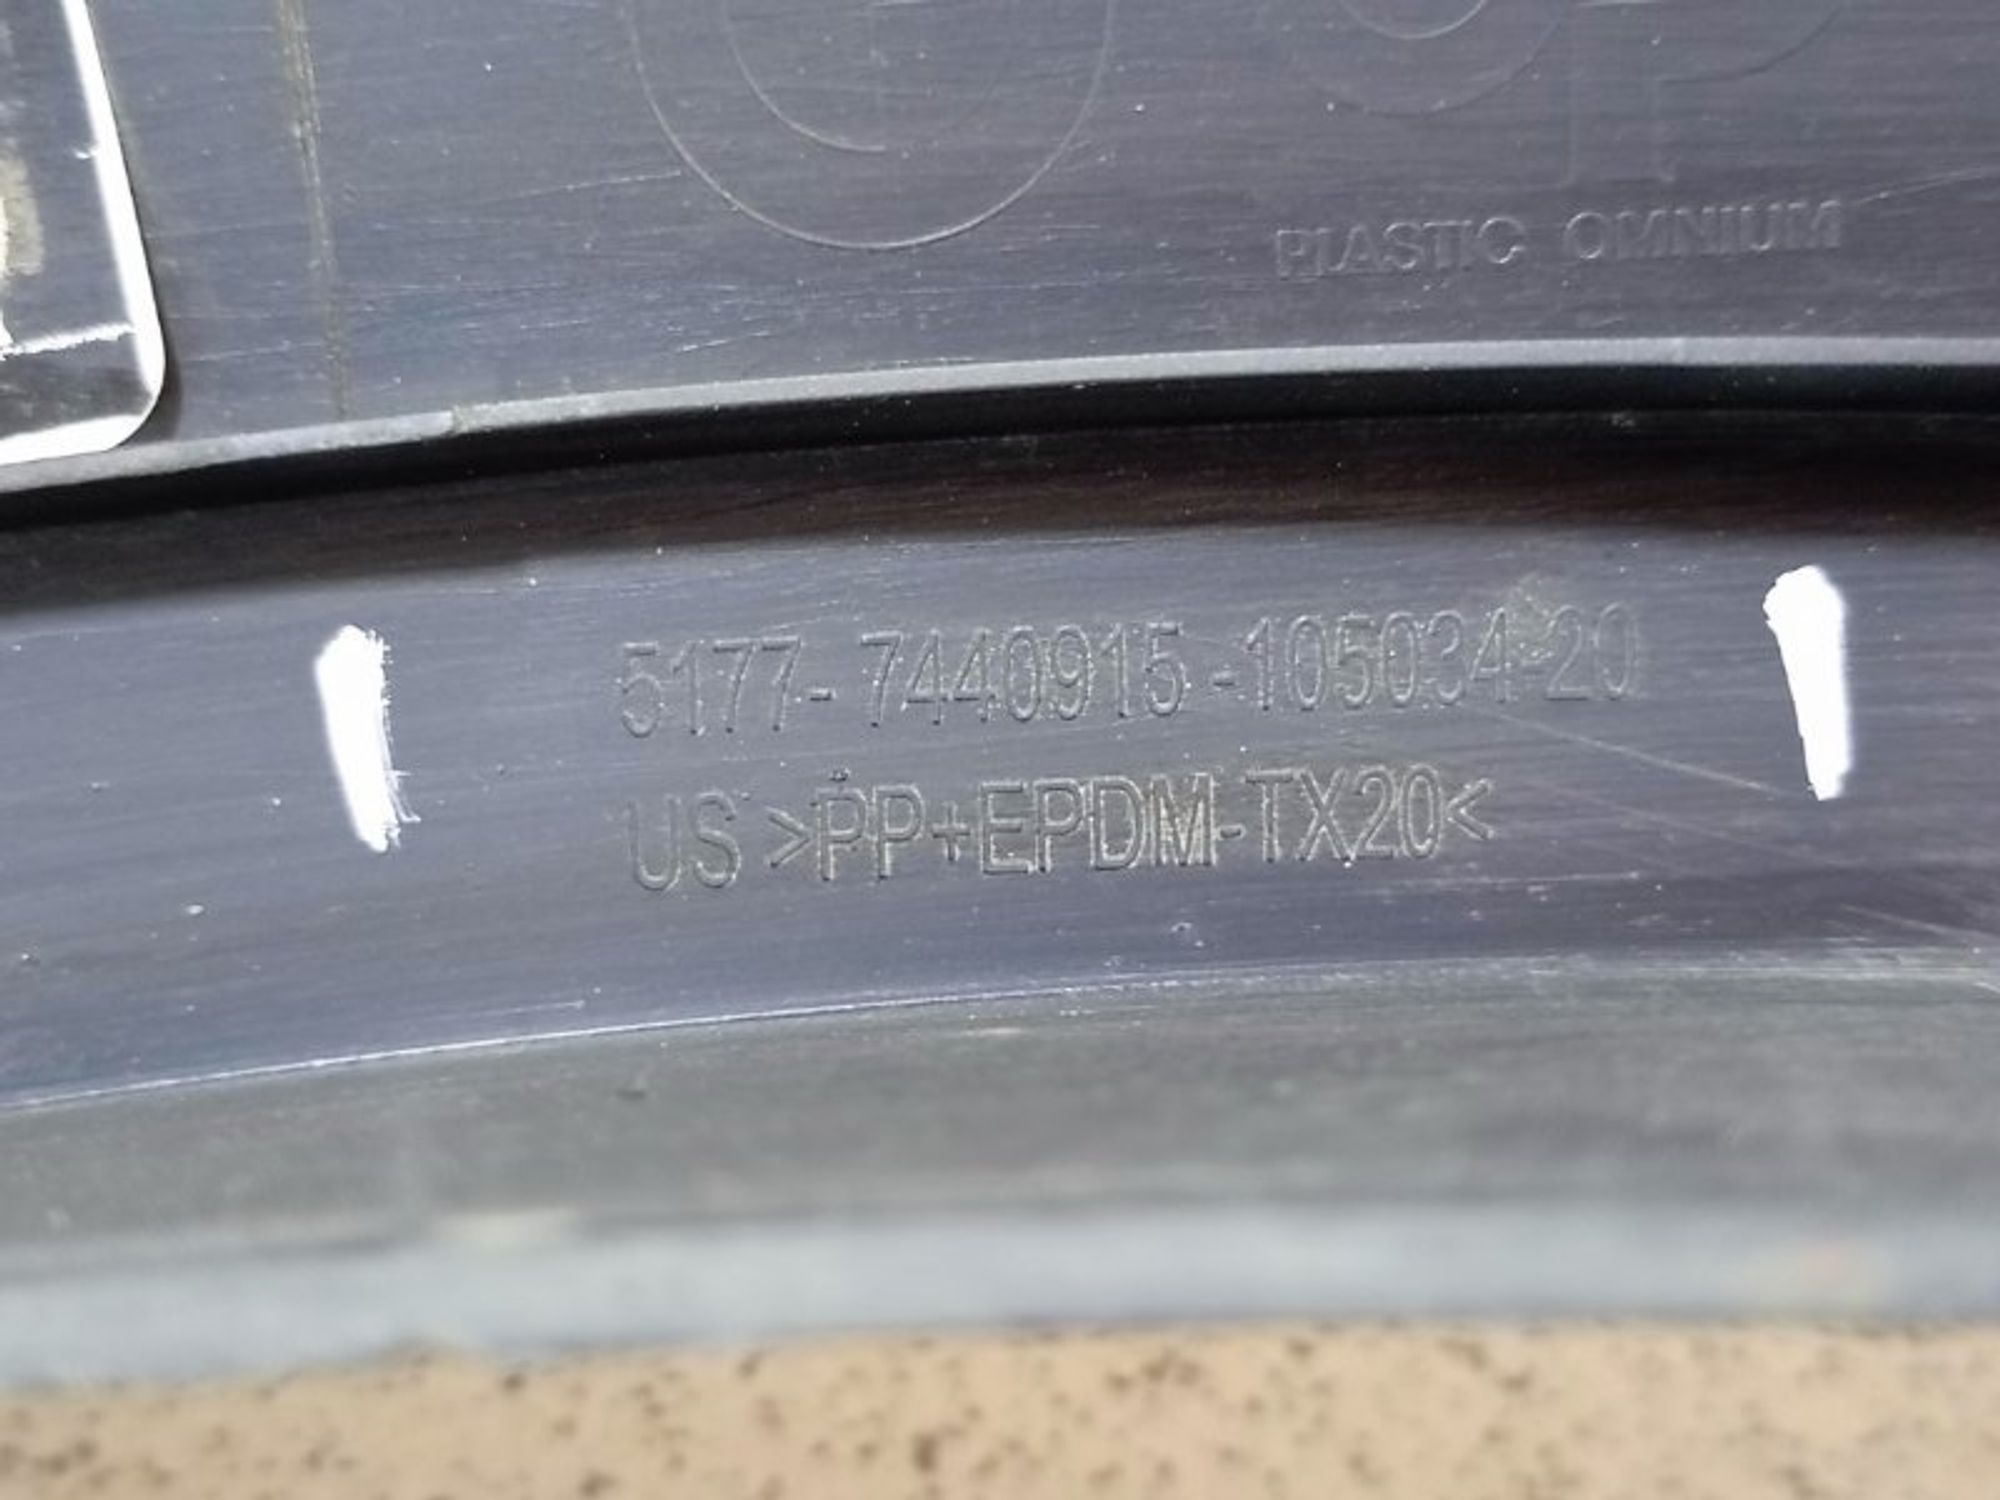 PLASTIC OMNIUM
5177-7440915-105034-20
US >PP+EPDM-TX20<